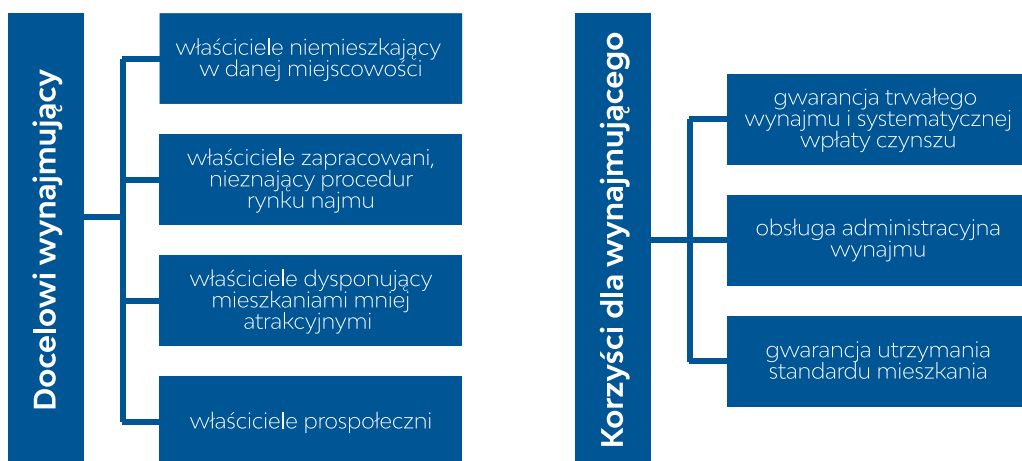 Docelowi wynajmujący
właściciele niemieszkający
w danej miejscowości
właściciele zapracowani,
nieznający procedur
rynku najmu
właściciele dysponujący
mieszkaniami mniej
atrakcyjnymi
właściciele prospołeczni
Korzyści dla wynajmującego
gwarancja trwałego
wynajmu i systematycznej
wpłaty czynszu
obsługa administracyjna
wynajmu
gwarancja utrzymania
standardu mieszkania